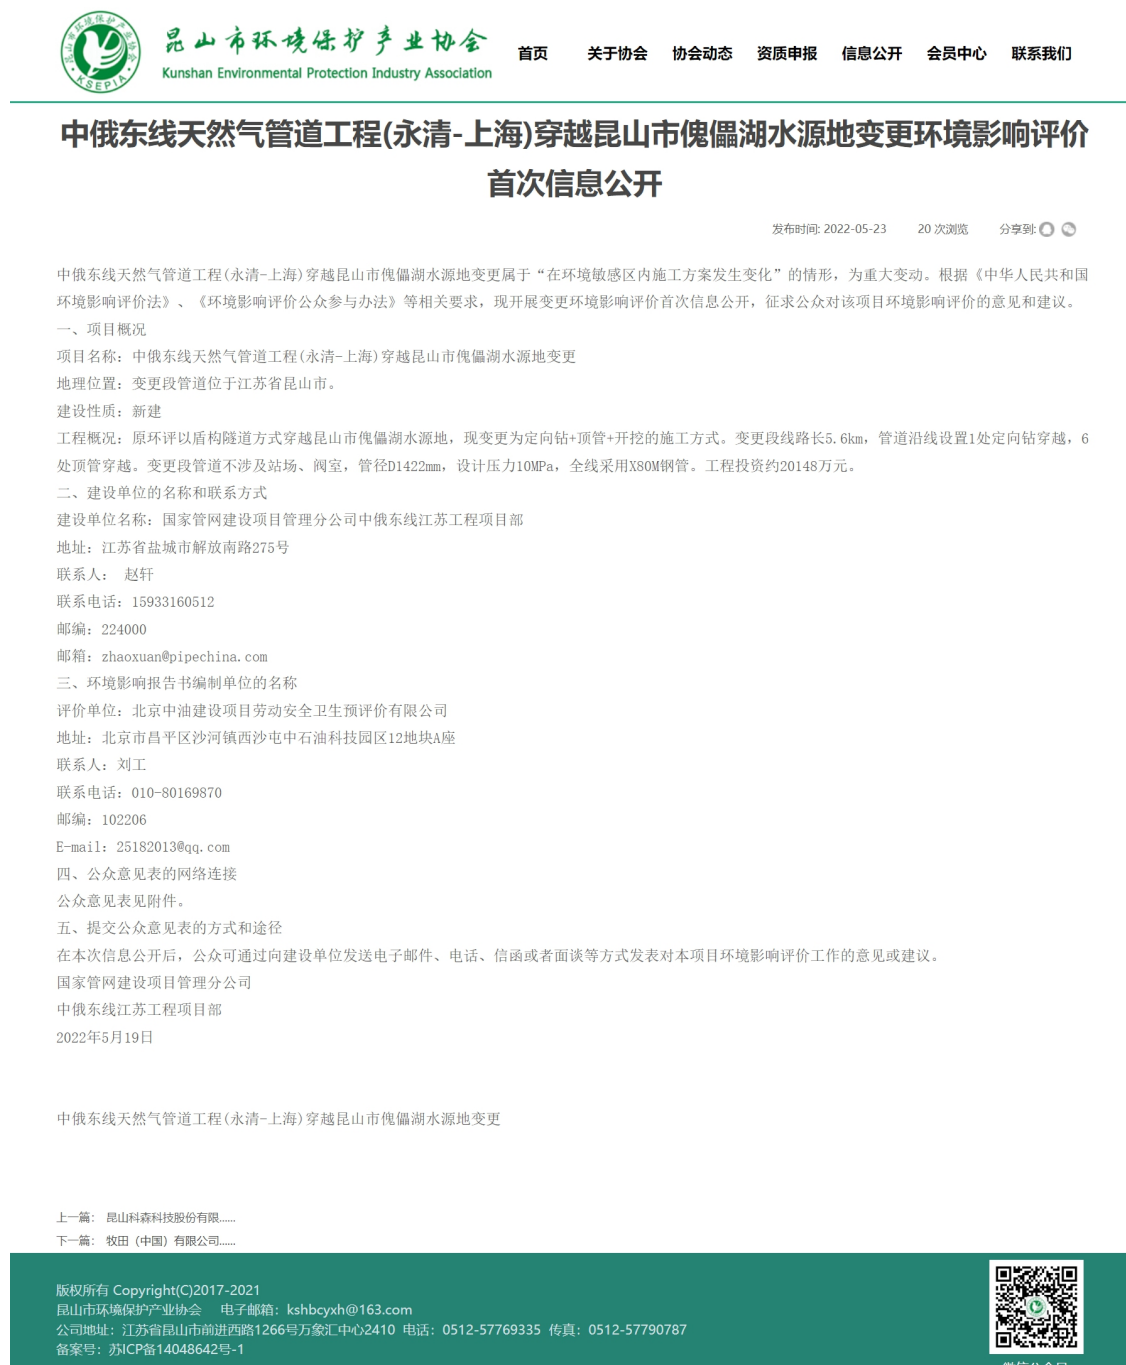 昆山市环境保护产业协会
KSEPIA
昆山市环境保护产业协会
Kunshan Environmental Protection Industry Association
首页 关于协会 协会动态 资质申报 信息公开 会员中心 联系我们
中俄东线天然气管道工程(永清-上海)穿越昆山市傀儡湖水源地变更环境影响评价
首次信息公开
发布时间: 2022-05-23 20 次浏览 分享到:
中俄东线天然气管道工程(永清-上海)穿越昆山市傀儡湖水源地变更属于“在环境敏感区内施工方案发生变化”的情形，为重大变动。根据《中华人民共和国
环境影响评价法》、《环境影响评价公众参与办法》等相关要求，现开展变更环境影响评价首次信息公开，征求公众对该项目环境影响评价的意见和建议。
一、项目概况
项目名称：中俄东线天然气管道工程(永清-上海)穿越昆山市傀儡湖水源地变更
地理位置：变更段管道位于江苏省昆山市。
建设性质：新建
工程概况：原环评以盾构隧道方式穿越昆山市傀儡湖水源地，现变更为定向钻+顶管+开挖的施工方式。变更段线路长5.6km，管道沿线设置1处定向钻穿越，6
处顶管穿越。变更段管道不涉及站场、阀室，管径D1422mm，设计压力10MPa，全线采用X80M钢管。工程投资约20148万元。
二、建设单位的名称和联系方式
建设单位名称：国家管网建设项目管理分公司中俄东线江苏工程项目部
地址：江苏省盐城市解放南路275号
联系人： 赵轩
联系电话：15933160512
邮编：224000
邮箱：zhaoxuan@pipechina.com
三、环境影响报告书编制单位的名称
评价单位：北京中油建设项目劳动安全卫生预评价有限公司
地址：北京市昌平区沙河镇西沙屯中石油科技园区12地块A座
联系人：刘工
联系电话：010-80169870
邮编：102206
E-mail：25182013@qq.com
四、公众意见表的网络连接
公众意见表见附件。
五、提交公众意见表的方式和途径
在本次信息公开后，公众可通过向建设单位发送电子邮件、电话、信函或者面谈等方式发表对本项目环境影响评价工作的意见或建议。
国家管网建设项目管理分公司
中俄东线江苏工程项目部
2022年5月19日
中俄东线天然气管道工程(永清-上海)穿越昆山市傀儡湖水源地变更
上一篇： 昆山科森科技股份有限......
下一篇： 牧田（中国）有限公司......
版权所有 Copyright(C)2017-2021
昆山市环境保护产业协会 电子邮箱：kshbcyxh@163.com
公司地址：江苏省昆山市前进西路1266号万象汇中心2410 电话：0512-57769335 传真：0512-57790787
备案号：苏ICP备14048642号-1
微信公众号